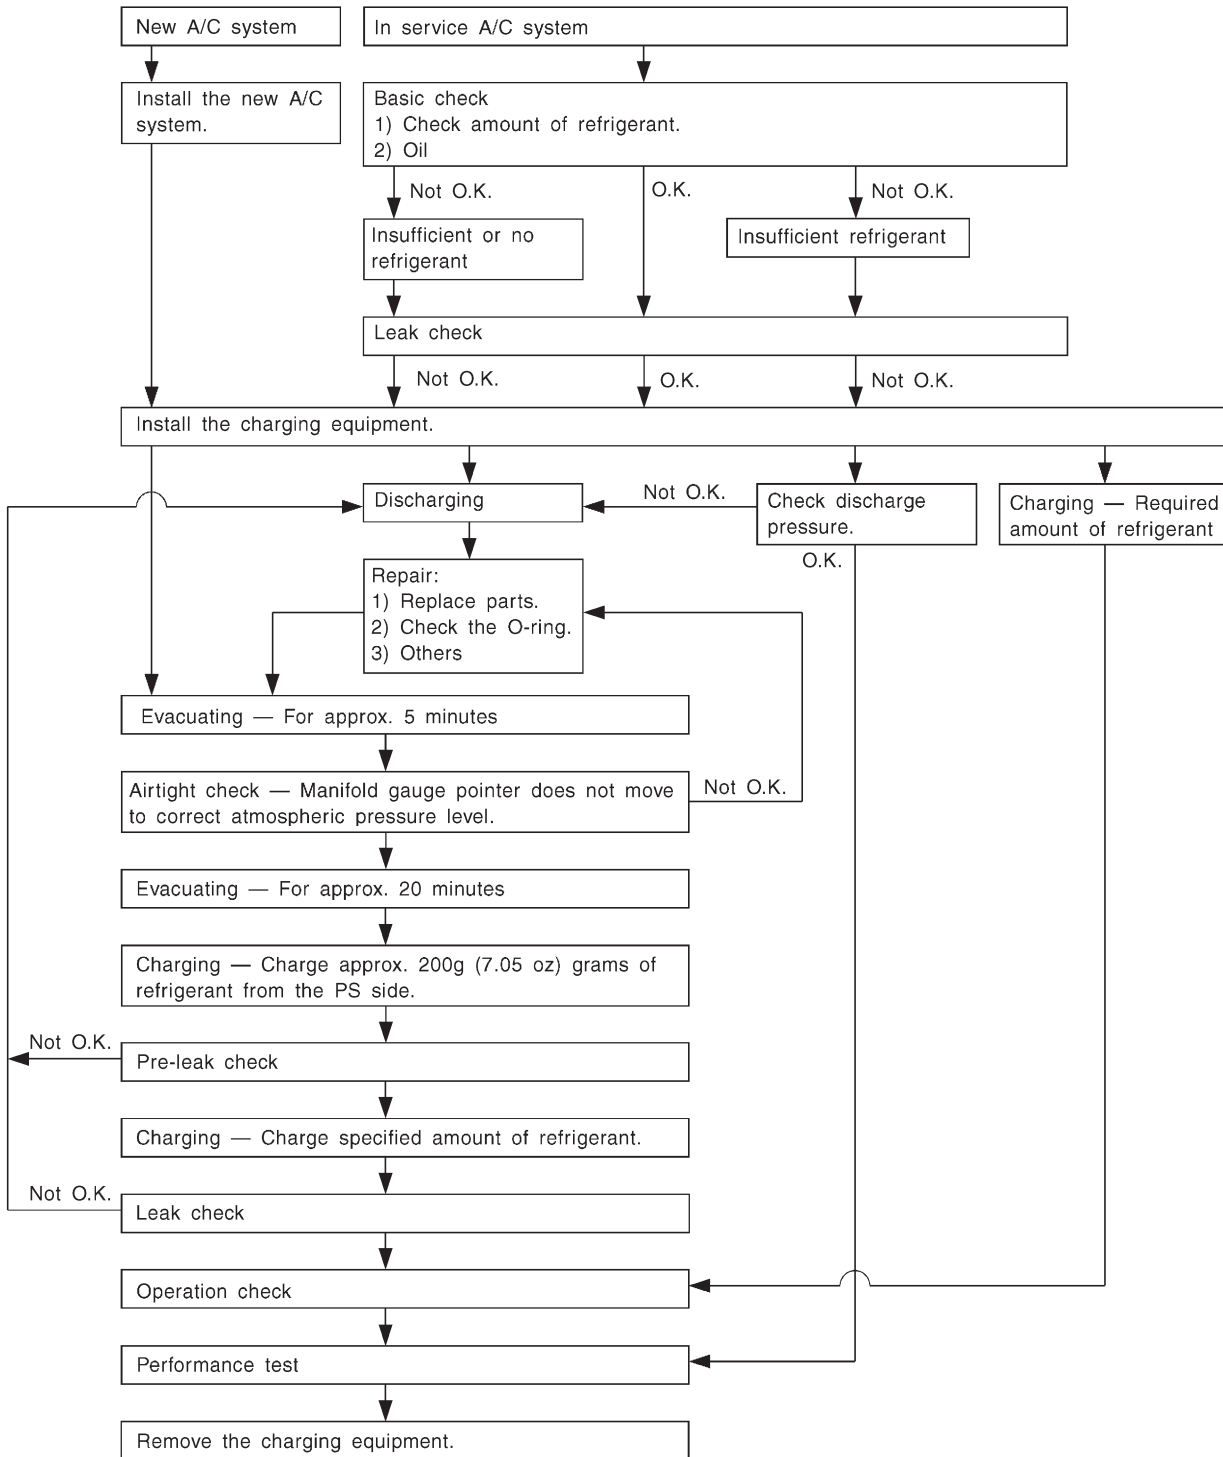 New A/C system
In service A/C system
Install the new A/C
system.
Basic check
1) Check amount of refrigerant.
2) Oil
Not O.K.
O.K.
Not O.K.
Insufficient or no
refrigerant
Insufficient refrigerant
Leak check
Not O.K.
O.K.
Not O.K.
Install the charging equipment.
Discharging
Not O.K.
Check discharge
pressure.
Charging — Required
amount of refrigerant
O.K.
Repair:
1) Replace parts.
2) Check the O-ring.
3) Others
Evacuating — For approx. 5 minutes
Airtight check — Manifold gauge pointer does not move
to correct atmospheric pressure level.
Not O.K.
Evacuating — For approx. 20 minutes
Charging — Charge approx. 200g (7.05 oz) grams of
refrigerant from the PS side.
Not O.K.
Pre-leak check
Charging — Charge specified amount of refrigerant.
Not O.K.
Leak check
Operation check
Performance test
Remove the charging equipment.